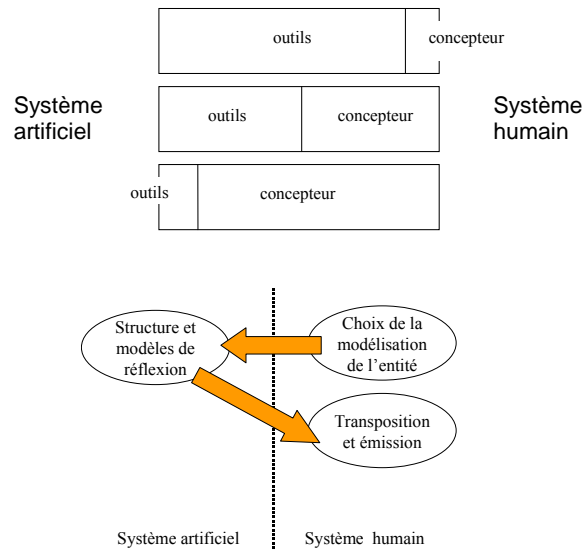 outils
concepteur
Système
artificiel
outils
concepteur
Système
humain
outils
concepteur
Structure et
modèles de
réflexion
Choix de la
modélisation
de l’entité
Transposition
et émission
Système artificiel
Système humain